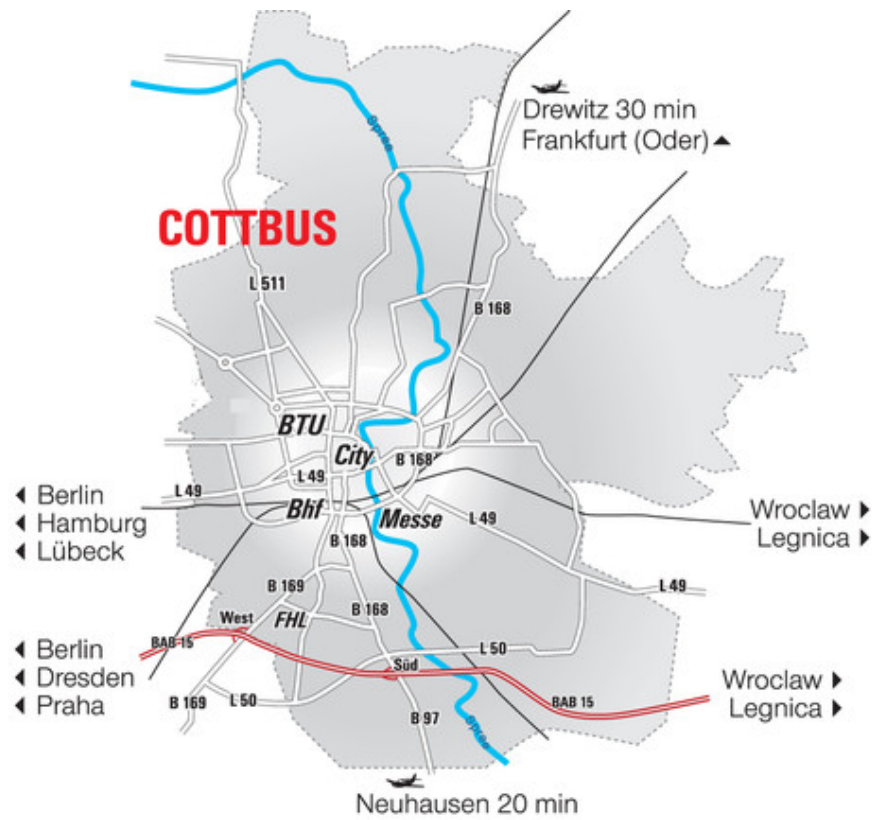 Drewitz 30 min
Frankfurt (Oder)
Spree
COTTBUS
L 511
B 168
BTU
City
B 168
L 49
L 49
Berlin
Hamburg
Lübeck
Bhf
Messe
L 49
Wroclaw
Legnica
B 168
B 169
L 49
B 168
FHL
West
BAB 15
Berlin
Dresden
Praha
L 50
Süd
Wroclaw
Legnica
B 169
L 50
BAB 15
B 97
Spree
Neuhausen 20 min